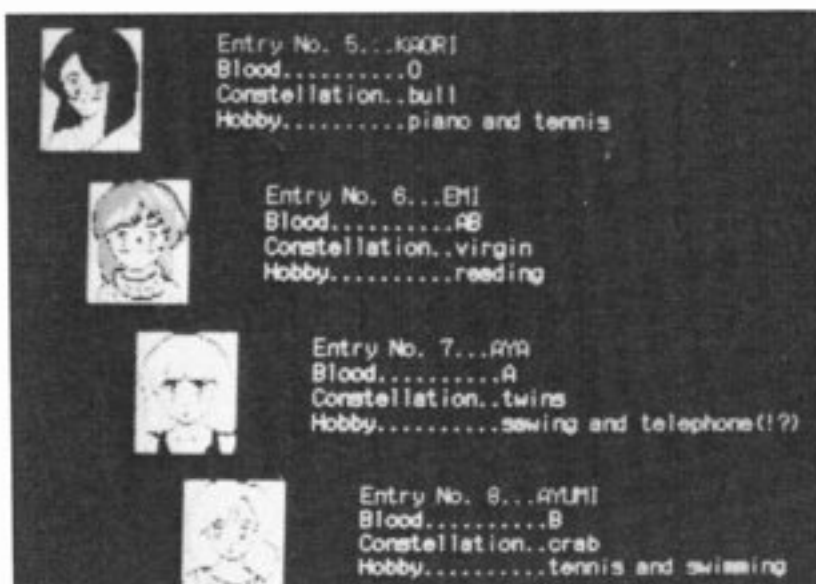 Entry No. 5...KAORI
Blood..........O
Constellation..bull
Hobby..........piano and tennis
Entry No. 6...EMI
Blood..........AB
Constellation..virgin
Hobby..........reading
Entry No. 7...AYA
Blood..........A
Constellation..twins
Hobby..........sewing and telephone(!?)
Entry No. 8...AYUMI
Blood..........B
Constellation..crab
Hobby..........tennis and swimming